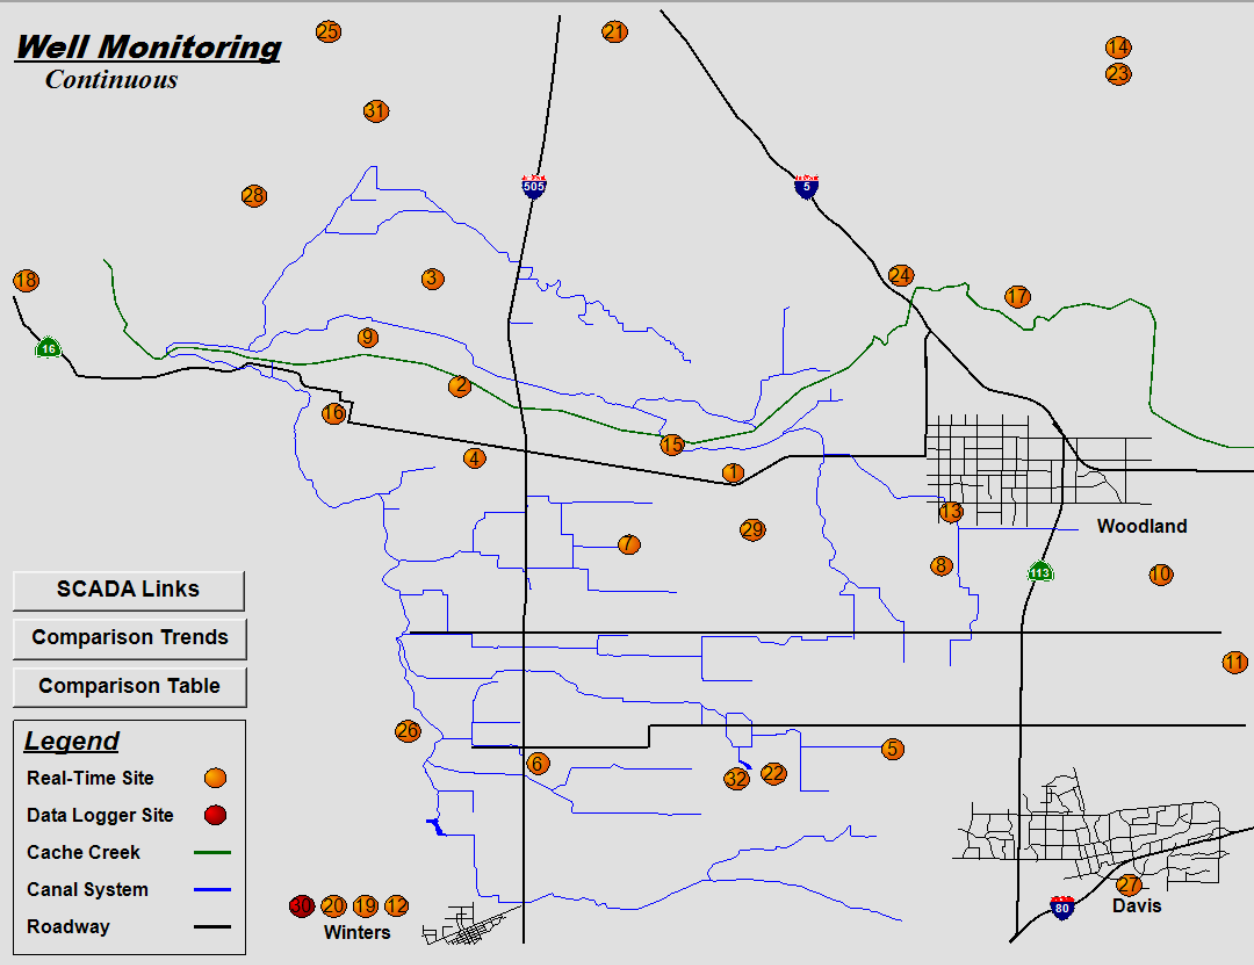 Well Monitoring
Continuous
25
21
14
23
31
505
5
28
18
3
24
17
16
9
2
16
15
4
1
13
29
Woodland
7
8
113
10
SCADA Links
Comparison Trends
11
Comparison Table
26
5
6
32
22
Legend
Real-Time Site
Data Logger Site
Cache Creek
Canal System
Roadway
27
30
20
19
12
80
Davis
Winters